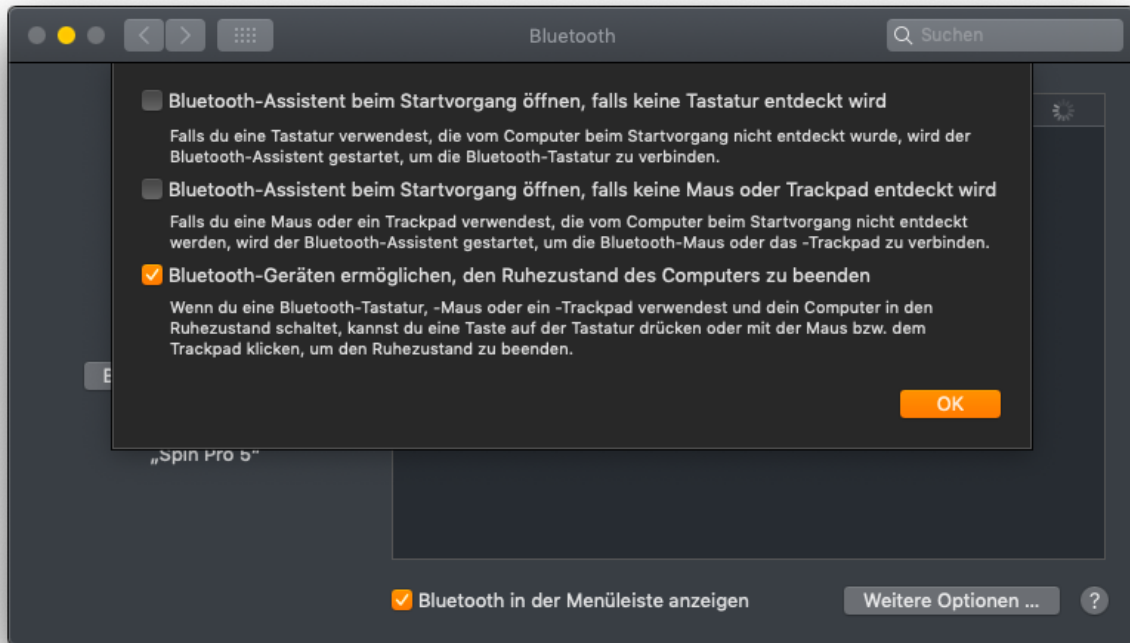 Bluetooth
Suchen
Bluetooth-Assistent beim Startvorgang öffnen, falls keine Tastatur entdeckt wird
Falls du eine Tastatur verwendest, die vom Computer beim Startvorgang nicht entdeckt wurde, wird der
Bluetooth-Assistent gestartet, um die Bluetooth-Tastatur zu verbinden.
Bluetooth-Assistent beim Startvorgang öffnen, falls keine Maus oder Trackpad entdeckt wird
Falls du eine Maus oder ein Trackpad verwendest, die vom Computer beim Startvorgang nicht entdeckt
werden, wird der Bluetooth-Assistent gestartet, um die Bluetooth-Maus oder das -Trackpad zu verbinden.
Bluetooth-Geräten ermöglichen, den Ruhezustand des Computers zu beenden
Wenn du eine Bluetooth-Tastatur, -Maus oder ein -Trackpad verwendest und dein Computer in den
Ruhezustand schaltet, kannst du eine Taste auf der Tastatur drücken oder mit der Maus bzw. dem
Trackpad klicken, um den Ruhezustand zu beenden.
OK
„Spin Pro 5“
Bluetooth in der Menüleiste anzeigen
Weitere Optionen ...
?